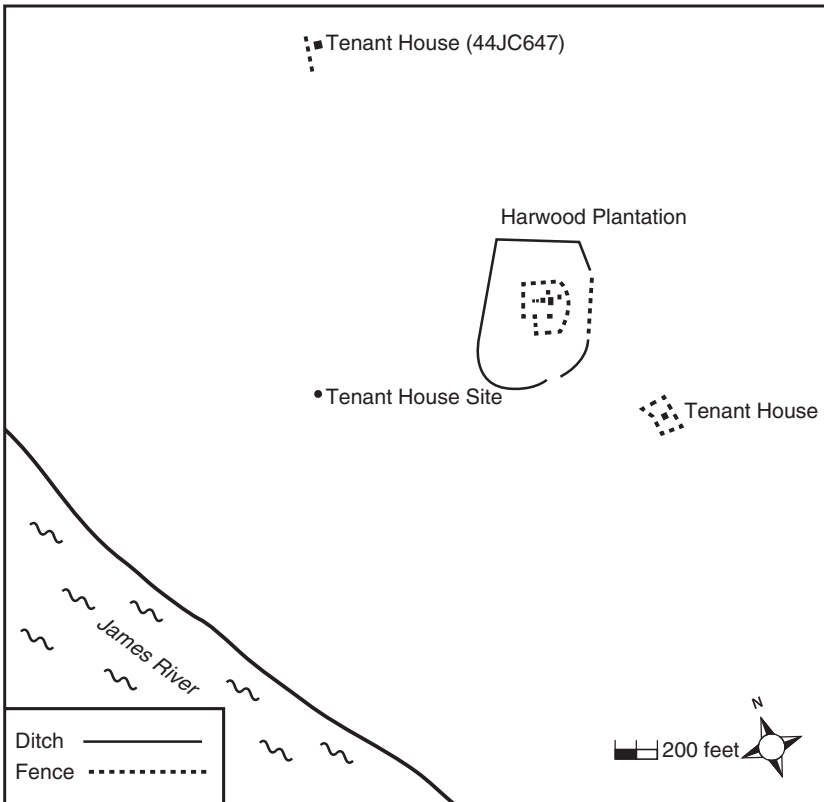 Tenant House (44JC647)
Harwood Plantation
Tenant House Site
Tenant House
James River
Ditch
Fence
200 feet
N